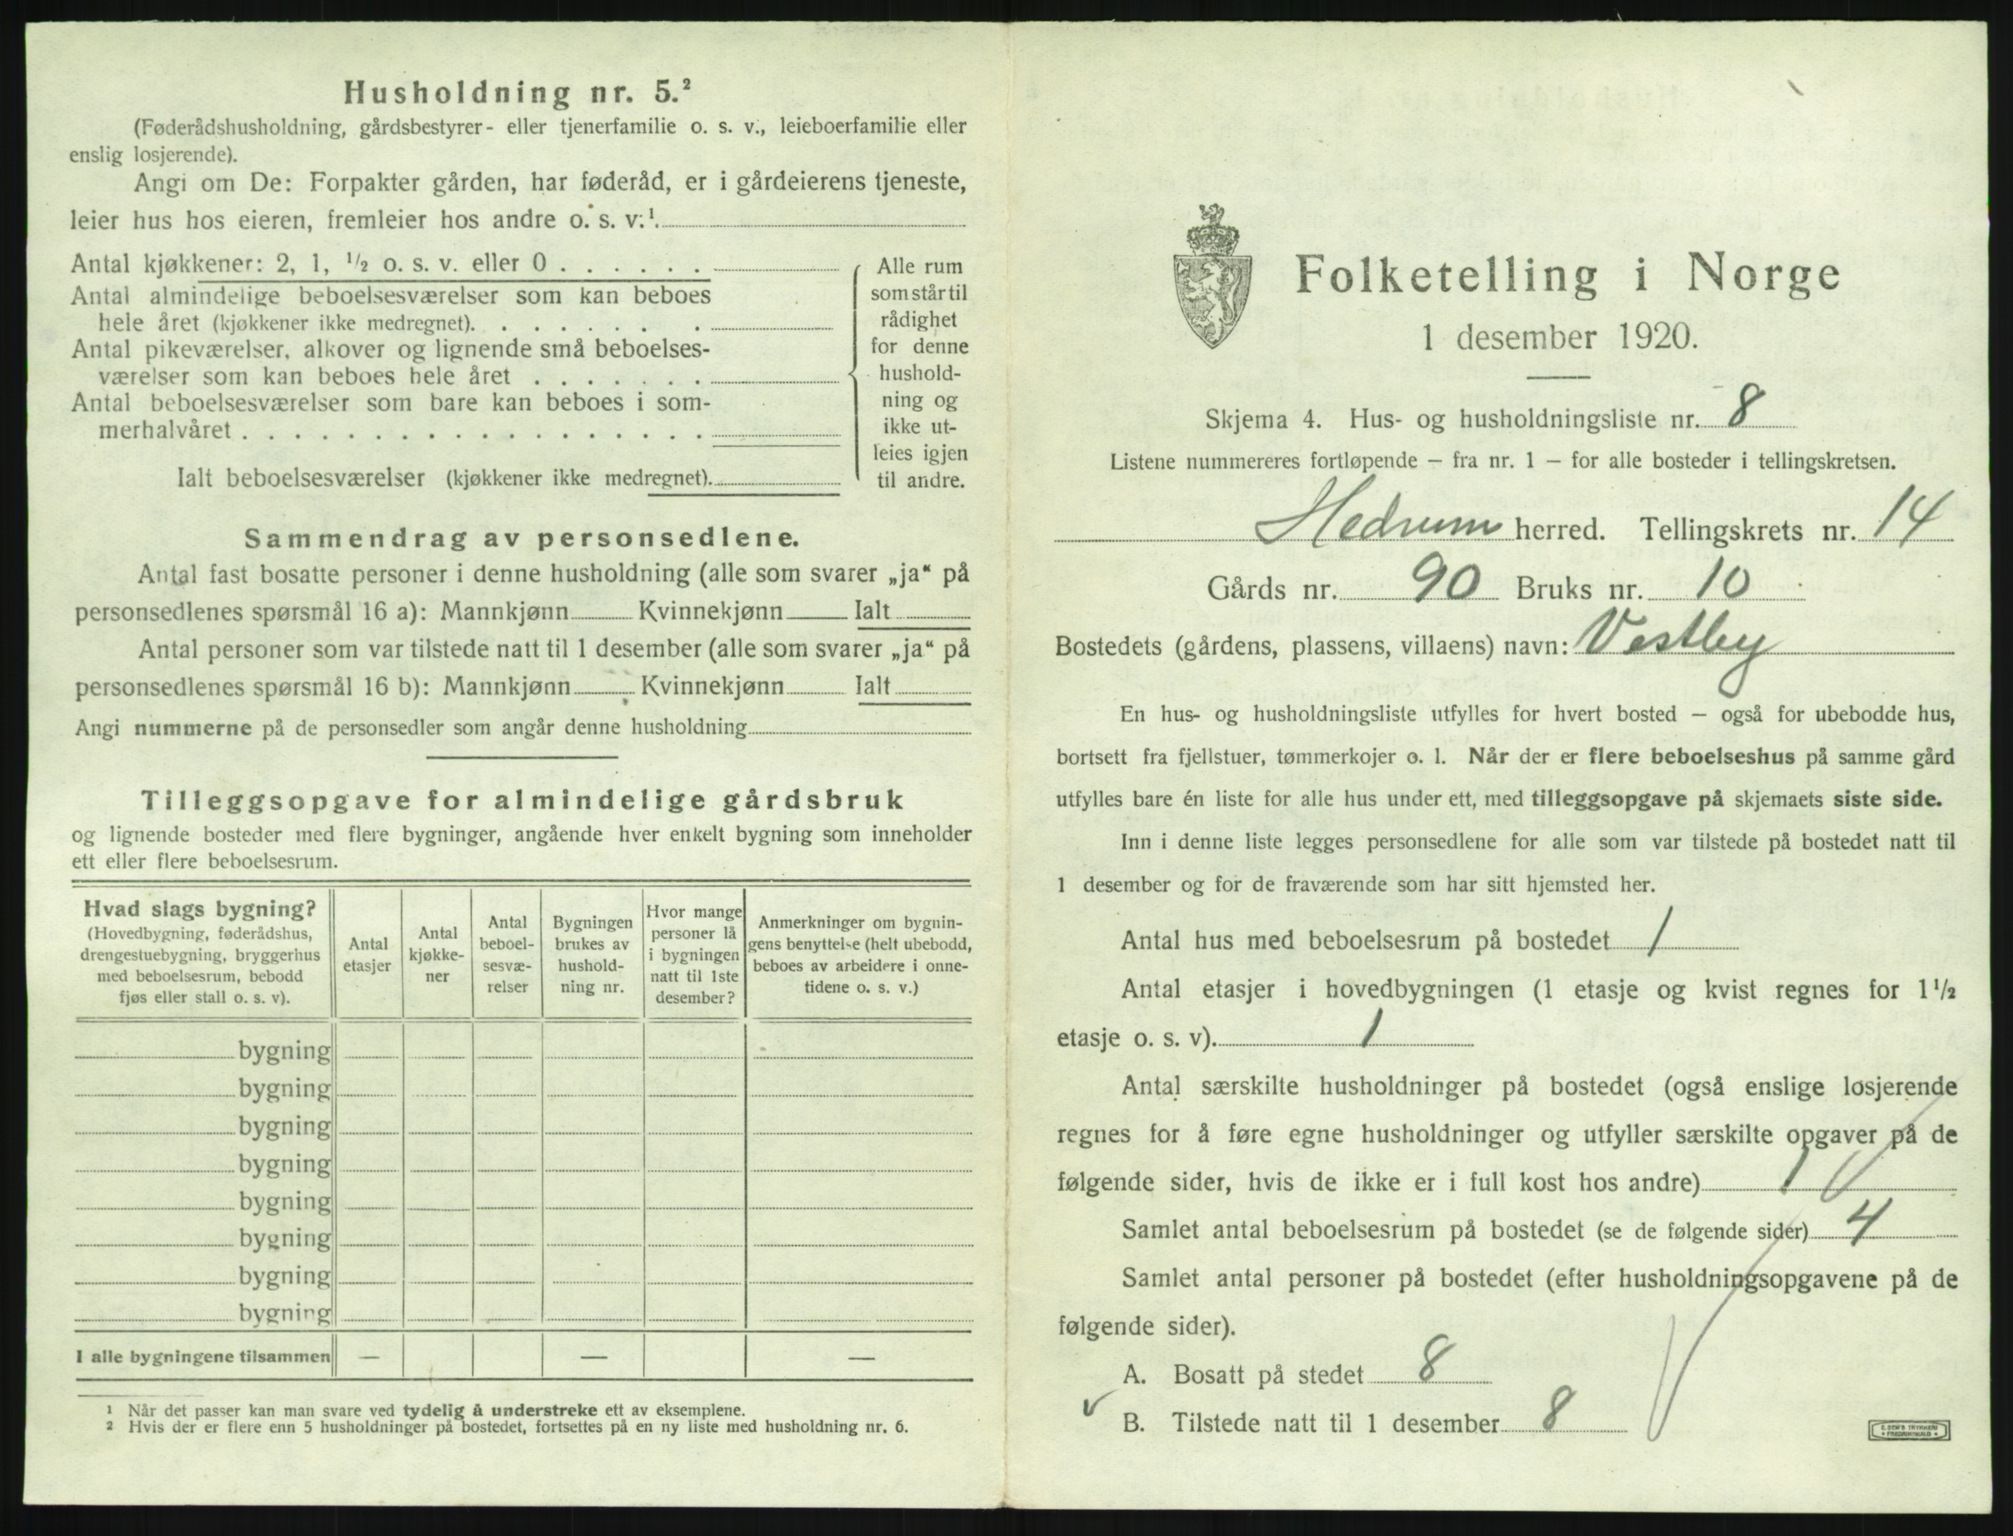 Husholdning nr. 5.²
(Føderådshusholdning, gårdsbestyrer- eller tjenerfamilie o. s. v., leieboerfamilie eller
enslig losjerende).
Angi om De: Forpakter gården, har føderåd, er i gårdeierens tjeneste,
leier hus hos eieren, fremleier hos andre o. s. v.¹.
Antal kjøkkener: 2, 1, ½ o. s. v. eller 0 . . . . . .
Antal almindelige beboelsesværelser som kan beboes
hele året (kjøkkener ikke medregnet). . . . . . . .
Antal pikeværelser, alkover og lignende små beboelses-
værelser som kan beboes hele året . . . . . . .
Antal beboelsesværelser som bare kan beboes i som-
merhalvåret . . . . . . . . . . . . . . . . .
Ialt beboelsesværelser (kjøkkener ikke medregnet).
Alle rum
som står til
rådighet
for denne
hushold-
ning og
ikke ut-
leies igjen
til andre.
Sammendrag av personsedlene.
Antal fast bosatte personer i denne husholdning (alle som svarer „ja“ på
personsedlenes spørsmål 16 a): Mannkjønn Kvinnekjønn Ialt
Antal personer som var tilstede natt til 1 desember (alle som svarer „ja“ på
personsedlenes spørsmål 16 b): Mannkjønn Kvinnekjønn Ialt
Angi nummerne på de personsedler som angår denne husholdning
Tilleggsopgave for almindelige gårdsbruk
og lignende bosteder med flere bygninger, angående hver enkelt bygning som inneholder
ett eller flere beboelsesrum.
Hvad slags bygning?
(Hovedbygning, føderådshus,
drengestuebygning, bryggerhus
med beboelsesrum, bebodd
fjøs eller stall o. s. v).
Antal
etasjer
Antal
kjøkke-
ner
Antal
beboel-
sesvæ-
relser
Bygningen
brukes av
hushold-
ning nr.
Hvor mange
personer lå
i bygningen
natt til 1ste
desember?
Anmerkninger om bygnin-
gens benyttelse (helt ubebodd,
beboes av arbeidere i onne-
tidene o. s. v.)
bygning
bygning
bygning
bygning
bygning
bygning
bygning
bygning
I alle bygningene tilsammen — — —
¹ Når det passer kan man svare ved tydelig å understreke ett av eksemplene.
² Hvis der er flere enn 5 husholdninger på bostedet, fortsettes på en ny liste med husholdning nr. 6.
Folketelling i Norge
1 desember 1920.
Skjema 4. Hus- og husholdningsliste nr. 8
Listene nummereres fortløpende – fra nr. 1 – for alle bosteder i tellingskretsen.
Hedrum herred. Tellingskrets nr. 14
Gårds nr. 90 Bruks nr. 10
Bostedets (gårdens, plassens, villaens) navn: Vestby
En hus- og husholdningsliste utfylles for hvert bosted – også for ubebodde hus,
bortsett fra fjellstuer, tømmerkojer o. l. Når der er flere beboelseshus på samme gård
utfylles bare én liste for alle hus under ett, med tilleggsopgave på skjemaets siste side.
Inn i denne liste legges personsedlene for alle som var tilstede på bostedet natt til
1 desember og for de fraværende som har sitt hjemsted her.
Antal hus med beboelsesrum på bostedet 1
Antal etasjer i hovedbygningen (1 etasje og kvist regnes for 1½
etasje o. s. v). 1
Antal særskilte husholdninger på bostedet (også enslige losjerende
regnes for å føre egne husholdninger og utfyller særskilte opgaver på de
følgende sider, hvis de ikke er i full kost hos andre) 1
Samlet antal beboelsesrum på bostedet (se de følgende sider) 4
Samlet antal personer på bostedet (efter husholdningsopgavene på de
følgende sider).
A. Bosatt på stedet 8
B. Tilstede natt til 1 desember 8